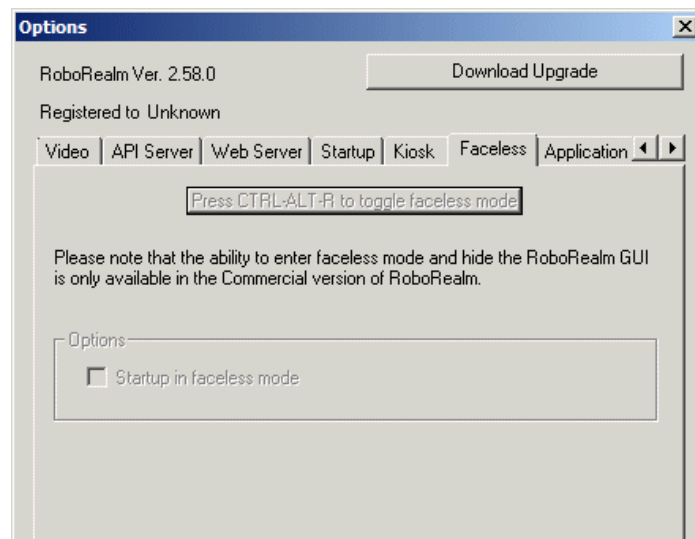 Options
RoboRealm Ver. 2.58.0
Download Upgrade
Registered to Unknown
Video API Server Web Server Startup Kiosk Faceless Application
Press CTRL-ALT-R to toggle faceless mode
Please note that the ability to enter faceless mode and hide the RoboRealm GUI
is only available in the Commercial version of RoboRealm.
Options
Startup in faceless mode